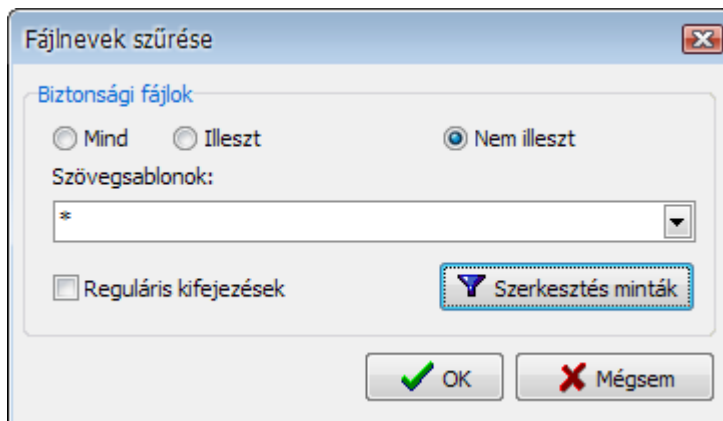 Fájlnevek szűrése
Biztonsági fájlok
Mind Illeszt Nem illeszt
Szövegsablonok:
*
Reguláris kifejezések Szerkesztés minták
OK Mégsem